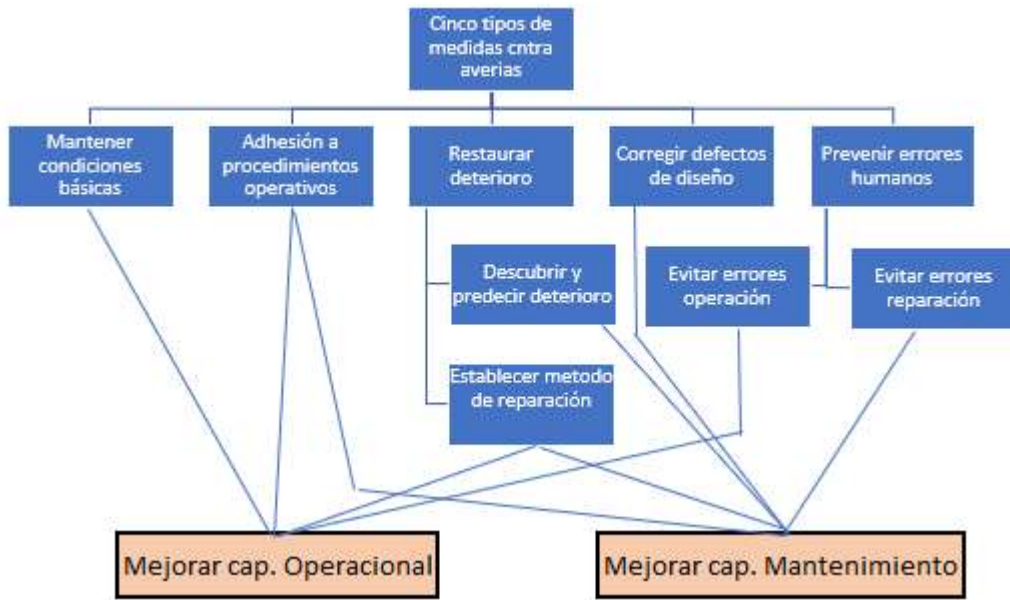 Cinco tipos de
medidas cntra
averias
Mantener
condiciones
básicas
Adhesión a
procedimientos
operativos
Restaurar
deterioro
Corregir defectos
de diseño
Prevenir errores
humanos
Descubrir y
predecir deterioro
Evitar errores
operación
Evitar errores
reparación
Establecer metodo
de reparación
Mejorar cap. Operacional
Mejorar cap. Mantenimiento